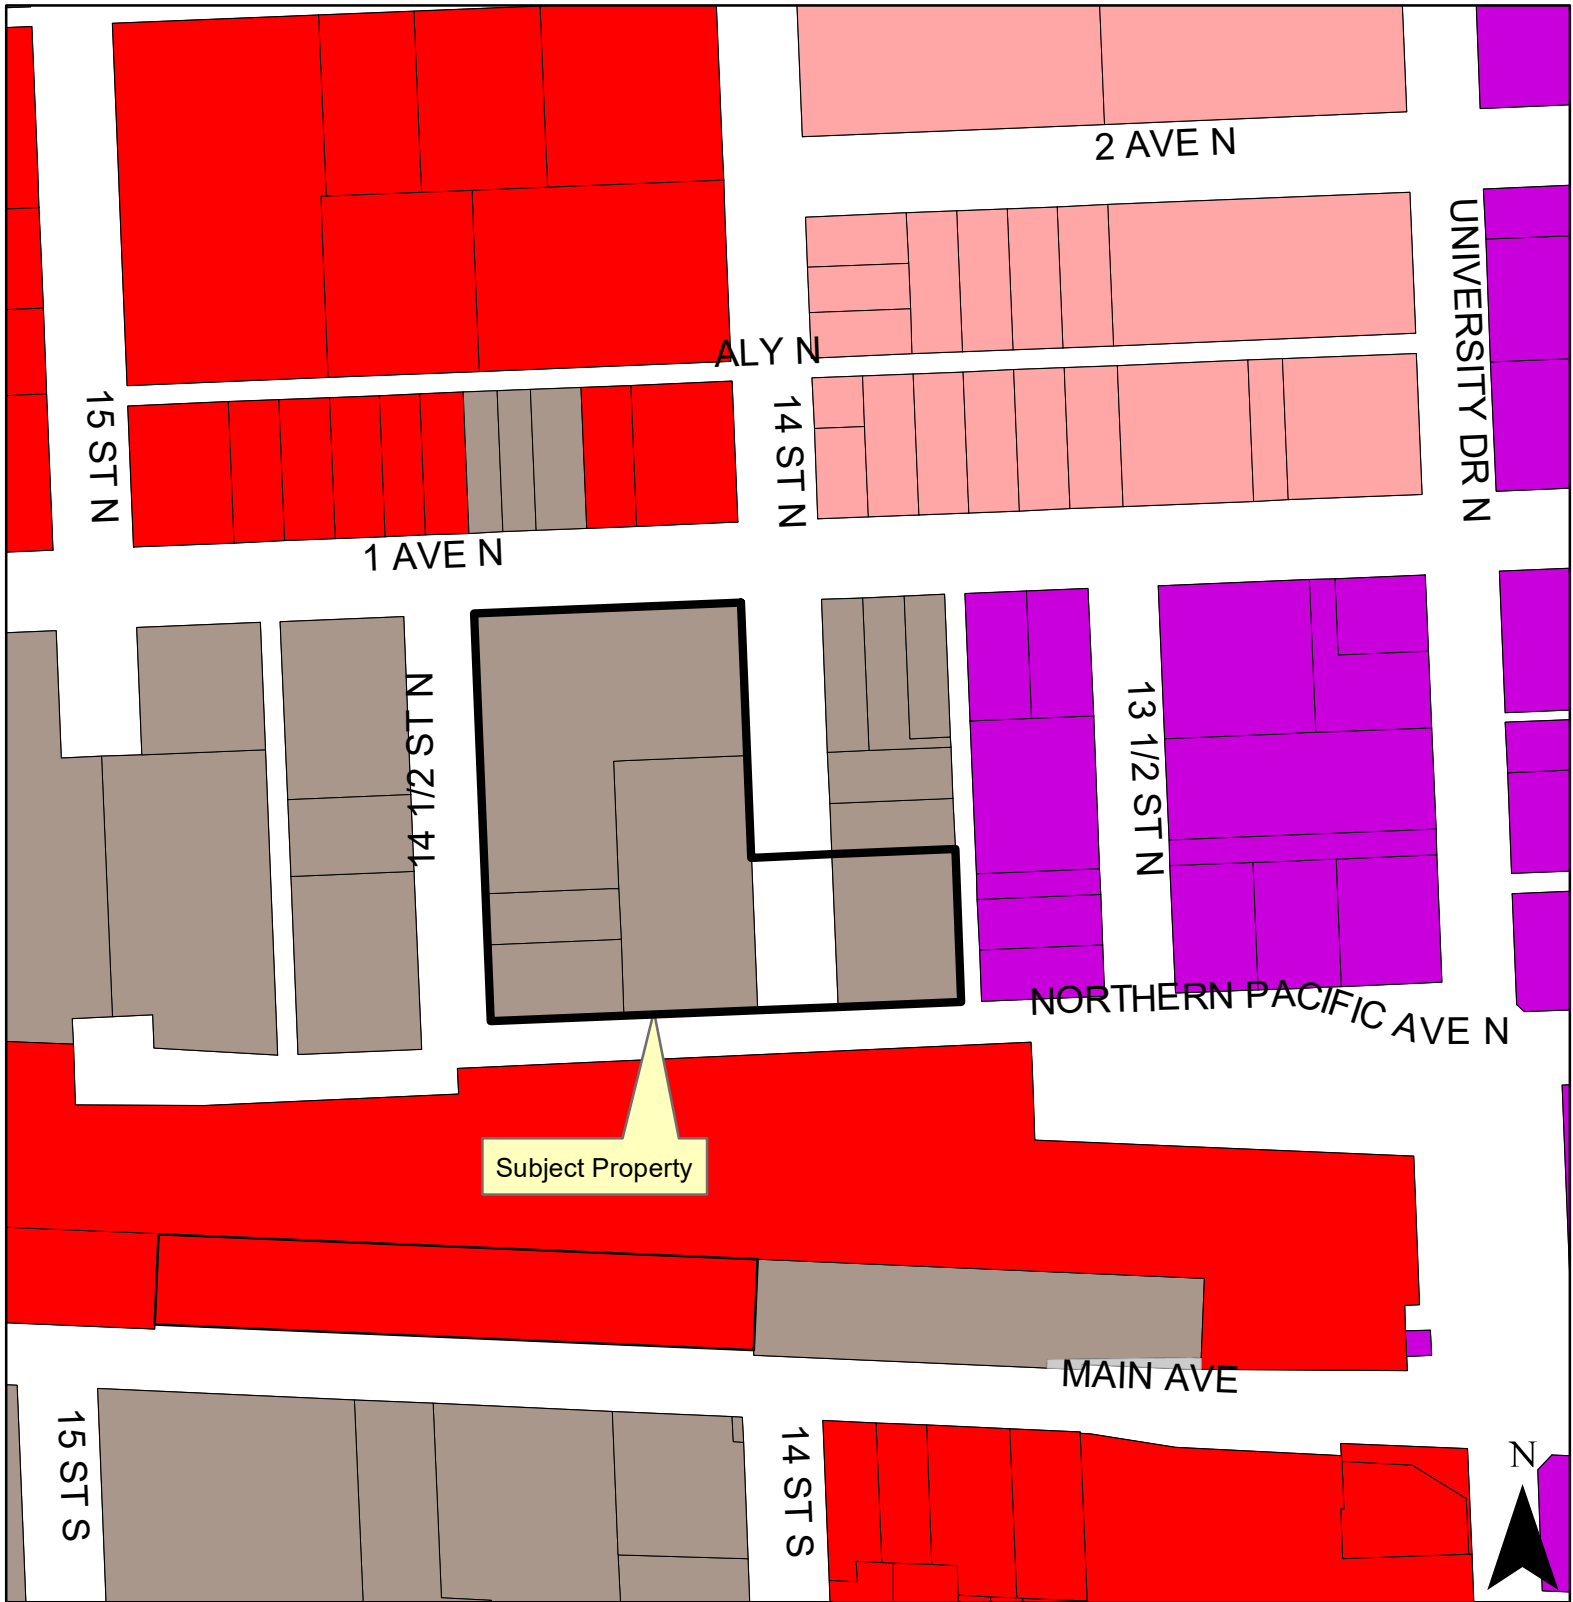 2 AVE N
UNIVERSITY DR N
ALY N
15 ST N
14 ST N
1 AVE N
14 1/2 ST N
13 1/2 ST N
NORTHERN PACIFIC AVE N
Subject Property
MAIN AVE
15 ST S
14 ST S
N